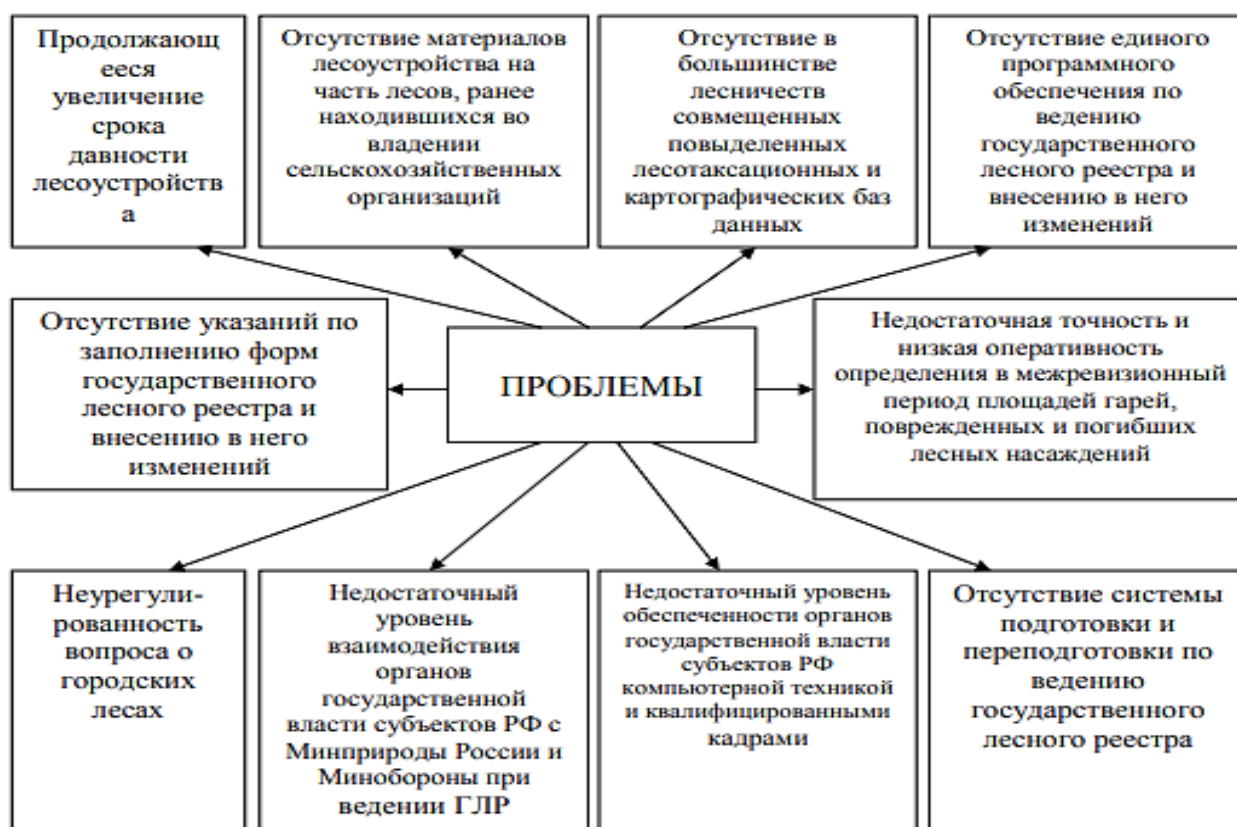 Продолжающ
ееся
увеличение
срока
давности
лесоустройств
а
Отсутствие материалов
лесоустройства на
часть лесов, ранее
находившихся во
владении
сельскохозяйственных
организаций
Отсутствие в
большинстве
лесничеств
совмещенных
повыделенных
лесотаксационных и
картографических баз
данных
Отсутствие единого
программного
обеспечения по
ведению
государственного
лесного реестра и
внесению в него
изменений
Отсутствие указаний по
заполнению форм
государственного
лесного реестра и
внесению в него
изменений
ПРОБЛЕМЫ
Недостаточная точность и
низкая оперативность
определения в межревизионный
период площадей гарей,
поврежденных и погибших
лесных насаждений
Неурегули-
рованность
вопроса о
городских
лесах
Недостаточный
уровень
взаимодействия
органов
государственной
власти субъектов РФ с
Минприроды России и
Минобороны при
ведении ГЛР
Недостаточный уровень
обеспеченности органов
государственной власти
субъектов РФ
компьютерной техникой
и квалифицированными
кадрами
Отсутствие системы
подготовки и
переподготовки по
ведению
государственного
лесного реестра